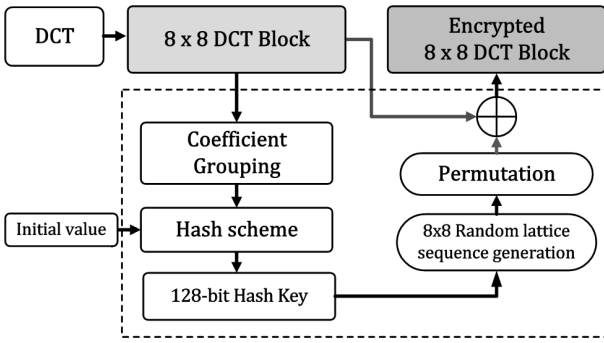 DCT
8 x 8 DCT Block
Encrypted
8 x 8 DCT Block
Coefficient
Grouping
Permutation
Initial value
Hash scheme
8x8 Random lattice
sequence generation
128-bit Hash Key